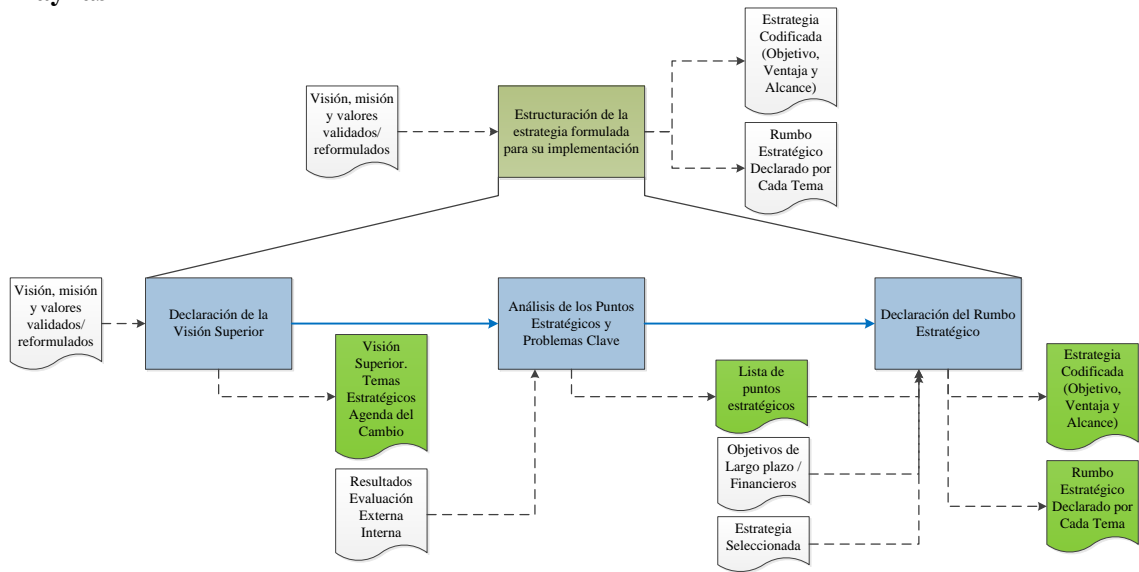 Estrategia
Codificada
(Objetivo,
Ventaja y
Alcance)
Visión, misión
y valores
validados/
reformulados
Estructuración de la
estrategia formulada
para su implementación
Rumbo
Estratégico
Declarado por
Cada Tema
Visión, misión
y valores
validados/
reformulados
Declaración de la
Visión Superior
Análisis de los Puntos
Estratégicos y
Problemas Clave
Declaración del Rumbo
Estratégico
Visión
Superior.
Temas
Estratégicos
Agenda del
Cambio
Lista de
puntos
estratégicos
Estrategia
Codificada
(Objetivo,
Ventaja y
Alcance)
Resultados
Evaluación
Externa
Interna
Objetivos de
Largo plazo /
Financieros
Estrategia
Seleccionada
Rumbo
Estratégico
Declarado por
Cada Tema